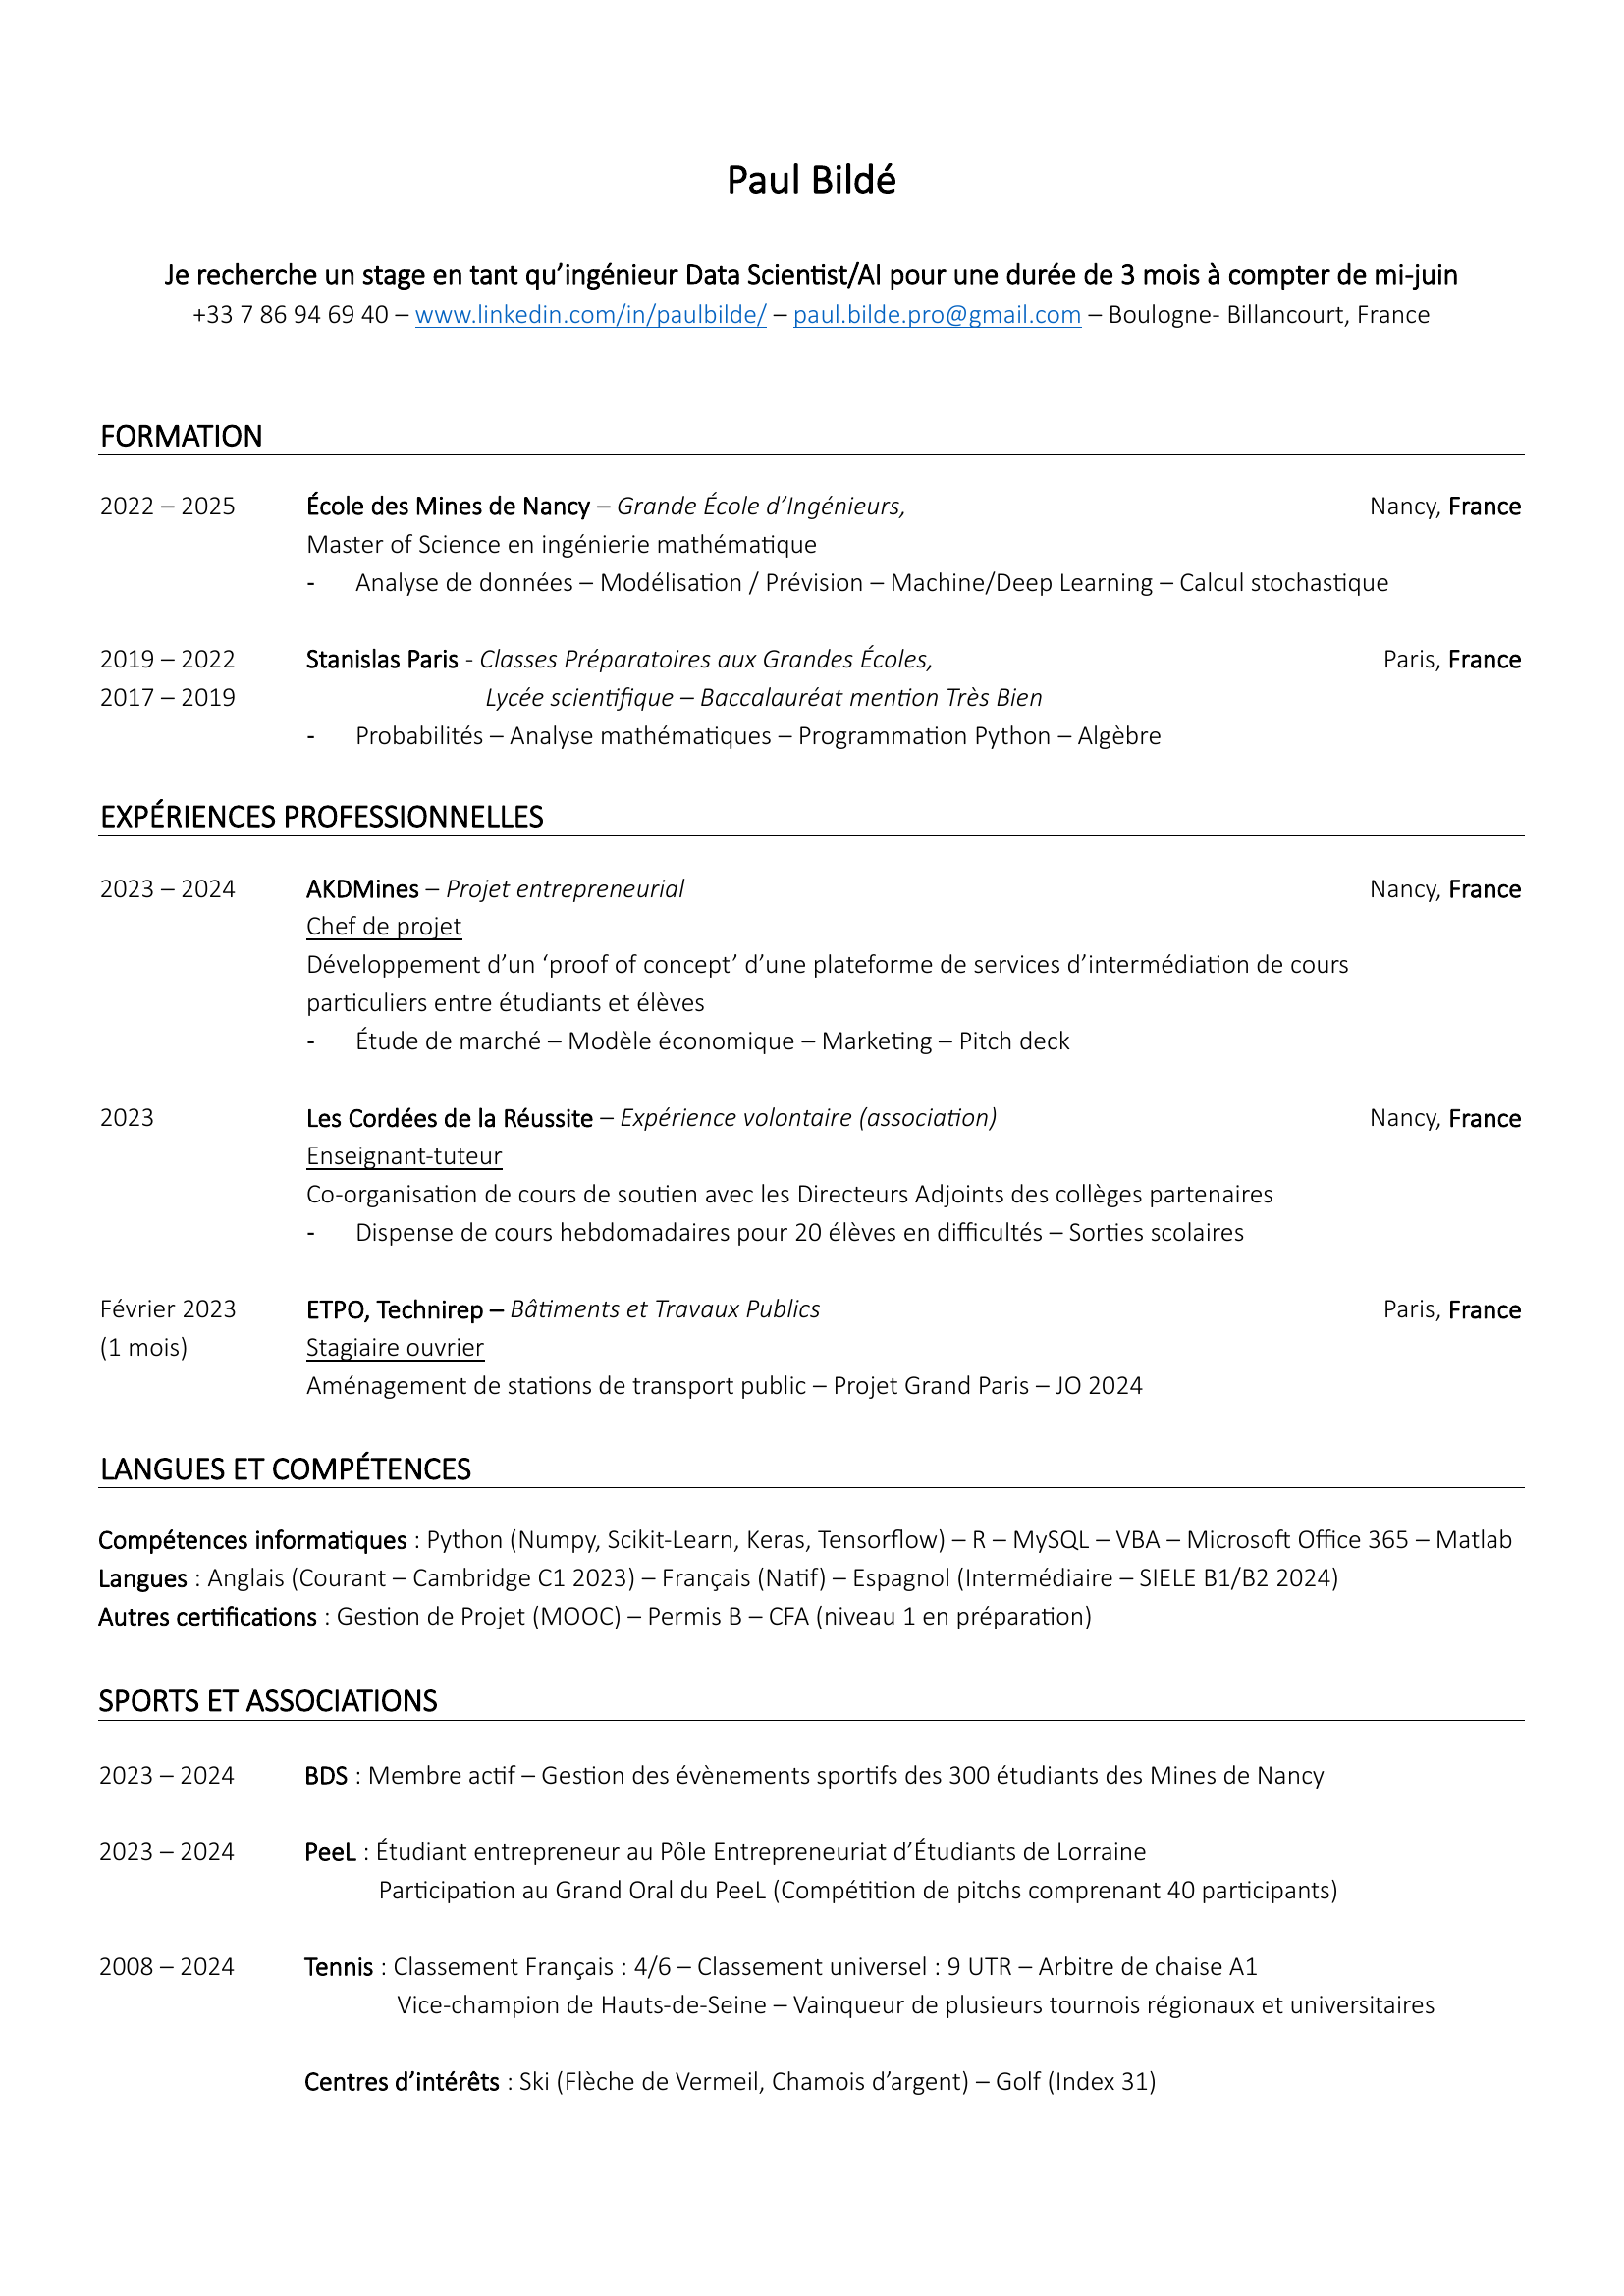 Paul Bildé
Je recherche un stage en tant qu’ingénieur Data Scientist/AI pour une durée de 3 mois à compter de mi-juin
+33 7 86 94 69 40 – www.linkedin.com/in/paulbilde/ – paul.bilde.pro@gmail.com – Boulogne- Billancourt, France
FORMATION
2022 – 2025 École des Mines de Nancy – Grande École d’Ingénieurs, Nancy, France
Master of Science en ingénierie mathématique
- Analyse de données – Modélisation / Prévision – Machine/Deep Learning – Calcul stochastique
2019 – 2022 Stanislas Paris - Classes Préparatoires aux Grandes Écoles, Paris, France
2017 – 2019 Lycée scientifique – Baccalauréat mention Très Bien
- Probabilités – Analyse mathématiques – Programmation Python – Algèbre
EXPÉRIENCES PROFESSIONNELLES
2023 – 2024 AKDMines – Projet entrepreneurial Nancy, France
Chef de projet
Développement d’un ‘proof of concept’ d’une plateforme de services d’intermédiation de cours
particuliers entre étudiants et élèves
- Étude de marché – Modèle économique – Marketing – Pitch deck
2023 Les Cordées de la Réussite – Expérience volontaire (association) Nancy, France
Enseignant-tuteur
Co-organisation de cours de soutien avec les Directeurs Adjoints des collèges partenaires
- Dispense de cours hebdomadaires pour 20 élèves en difficultés – Sorties scolaires
Février 2023 ETPO, Technirep – Bâtiments et Travaux Publics Paris, France
(1 mois) Stagiaire ouvrier
Aménagement de stations de transport public – Projet Grand Paris – JO 2024
LANGUES ET COMPÉTENCES
Compétences informatiques : Python (Numpy, Scikit-Learn, Keras, Tensorflow) – R – MySQL – VBA – Microsoft Office 365 – Matlab
Langues : Anglais (Courant – Cambridge C1 2023) – Français (Natif) – Espagnol (Intermédiaire – SIELE B1/B2 2024)
Autres certifications : Gestion de Projet (MOOC) – Permis B – CFA (niveau 1 en préparation)
SPORTS ET ASSOCIATIONS
2023 – 2024 BDS : Membre actif – Gestion des évènements sportifs des 300 étudiants des Mines de Nancy
2023 – 2024 PeeL : Étudiant entrepreneur au Pôle Entrepreneuriat d’Étudiants de Lorraine
Participation au Grand Oral du PeeL (Compétition de pitchs comprenant 40 participants)
2008 – 2024 Tennis : Classement Français : 4/6 – Classement universel : 9 UTR – Arbitre de chaise A1
Vice-champion de Hauts-de-Seine – Vainqueur de plusieurs tournois régionaux et universitaires
Centres d’intérêts : Ski (Flèche de Vermeil, Chamois d’argent) – Golf (Index 31)